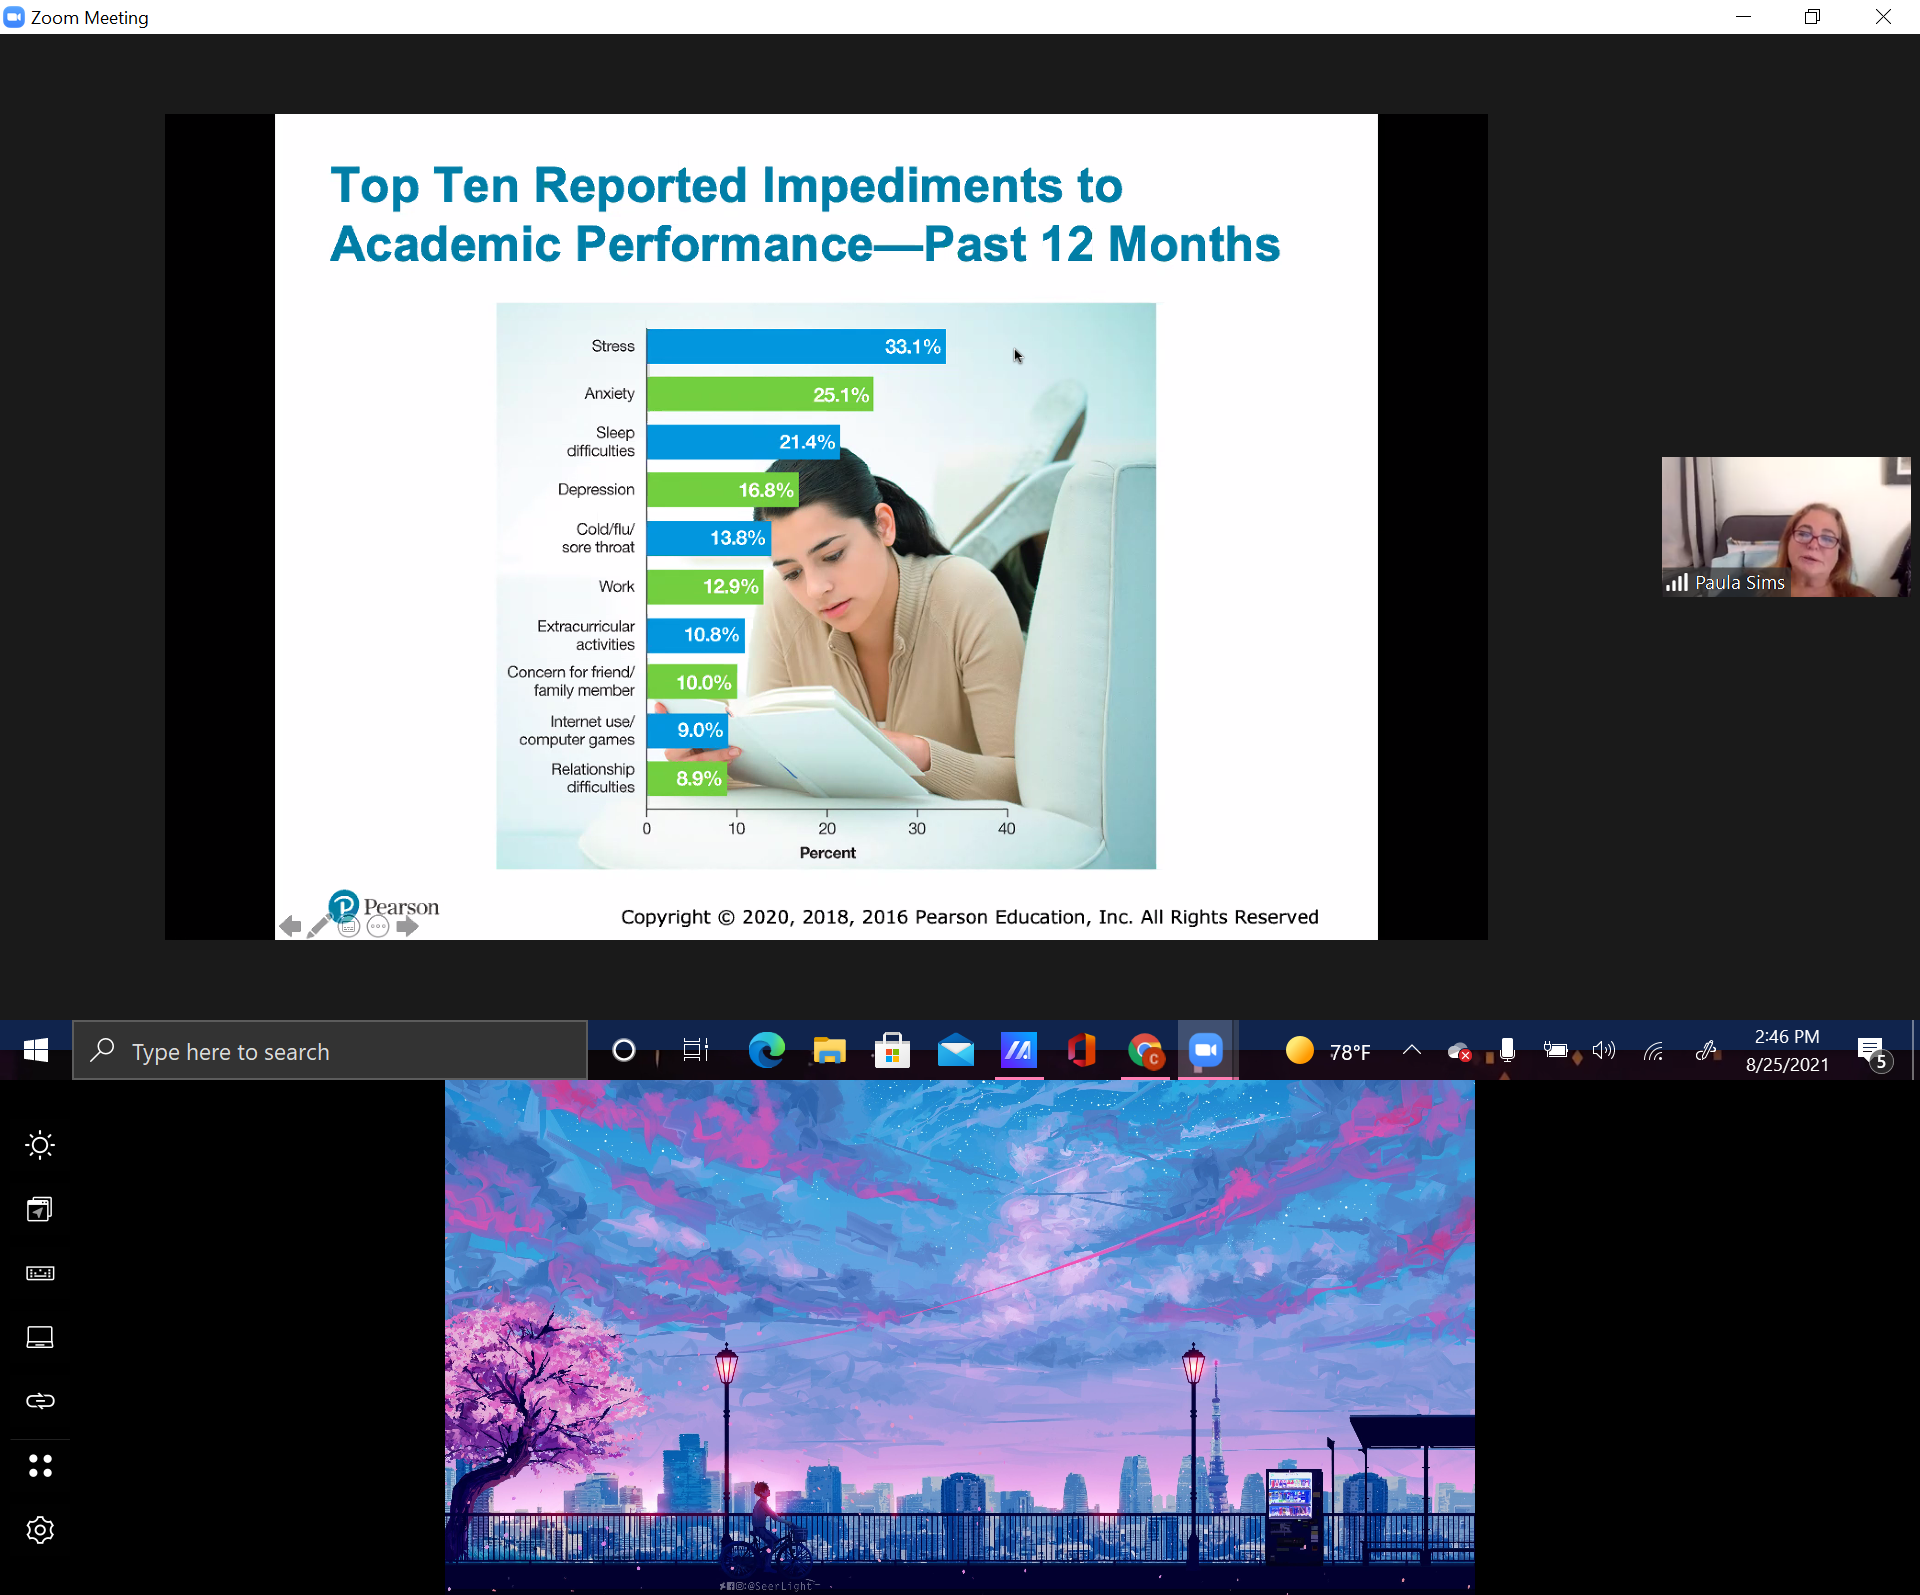 Zoom Meeting
Top Ten Reported Impediments to
Academic Performance—Past 12 Months
Stress
33.1%
Anxiety
25.1%
Sleep
difficulties
21.4%
Depression
16.8%
Cold/flu/
sore throat
13.8%
Work
12.9%
Extracurricular
activities
10.8%
Concern for friend/
family member
10.0%
Internet use/
computer games
9.0%
Relationship
difficulties
8.9%
0 10 20 30 40
Percent
Pearson
Copyright © 2020, 2018, 2016 Pearson Education, Inc. All Rights Reserved
Paula Sims
Type here to search
C
78°F
2:46 PM
8/25/2021
5
@SeerLight